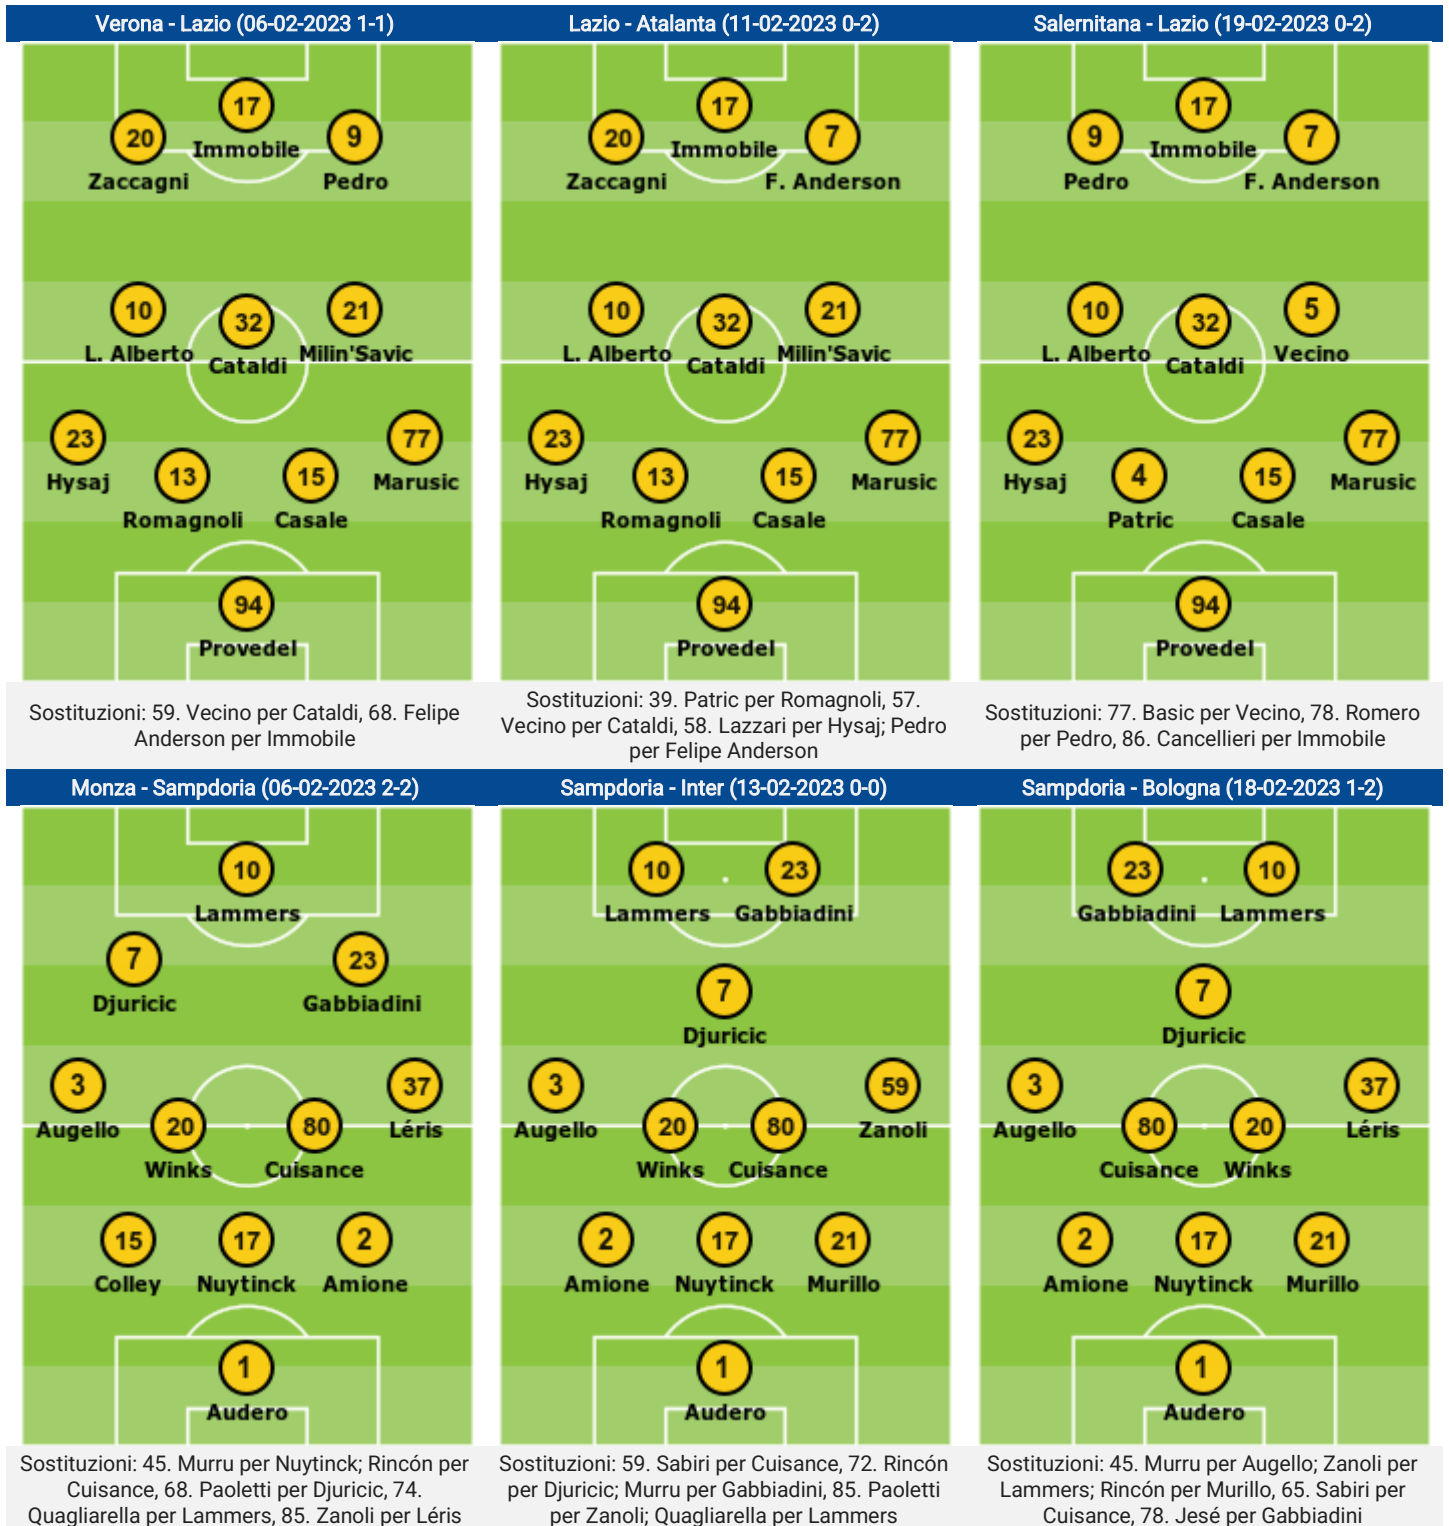 Verona - Lazio (06-02-2023 1-1)
17
Immobile
20
Zaccagni
9
Pedro
10
L. Alberto
32
Cataldi
21
Milin'Savic
23
Hysaj
13
Romagnoli
15
Casale
77
Marusic
94
Provedel
Sostituzioni: 59. Vecino per Cataldi, 68. Felipe
Anderson per Immobile
Lazio - Atalanta (11-02-2023 0-2)
17
Immobile
20
Zaccagni
7
F. Anderson
10
L. Alberto
32
Cataldi
21
Milin'Savic
23
Hysaj
13
Romagnoli
15
Casale
77
Marusic
94
Provedel
Sostituzioni: 39. Patric per Romagnoli, 57.
Vecino per Cataldi, 58. Lazzari per Hysaj; Pedro
per Felipe Anderson
Salernitana - Lazio (19-02-2023 0-2)
17
Immobile
9
Pedro
7
F. Anderson
10
L. Alberto
32
Cataldi
5
Vecino
23
Hysaj
4
Patric
15
Casale
77
Marusic
94
Provedel
Sostituzioni: 77. Basic per Vecino, 78. Romero
per Pedro, 86. Cancellieri per Immobile
Monza - Sampdoria (06-02-2023 2-2)
10
Lammers
7
Djuricic
23
Gabbiadini
3
Augello
20
Winks
80
Cuisance
37
Léris
15
Colley
17
Nuytinck
2
Amione
1
Audero
Sostituzioni: 45. Murru per Nuytinck; Rincón per
Cuisance, 68. Paoletti per Djuricic, 74.
Quagliarella per Lammers, 85. Zanoli per Léris
Sampdoria - Inter (13-02-2023 0-0)
10
Lammers
23
Gabbiadini
7
Djuricic
3
Augello
20
Winks
80
Cuisance
59
Zanoli
2
Amione
17
Nuytinck
21
Murillo
1
Audero
Sostituzioni: 59. Sabiri per Cuisance, 72. Rincón
per Djuricic; Murru per Gabbiadini, 85. Paoletti
per Zanoli; Quagliarella per Lammers
Sampdoria - Bologna (18-02-2023 1-2)
23
Gabbiadini
10
Lammers
7
Djuricic
3
Augello
80
Cuisance
20
Winks
37
Léris
2
Amione
17
Nuytinck
21
Murillo
1
Audero
Sostituzioni: 45. Murru per Augello; Zanoli per
Lammers; Rincón per Murillo, 65. Sabiri per
Cuisance, 78. Jesé per Gabbiadini